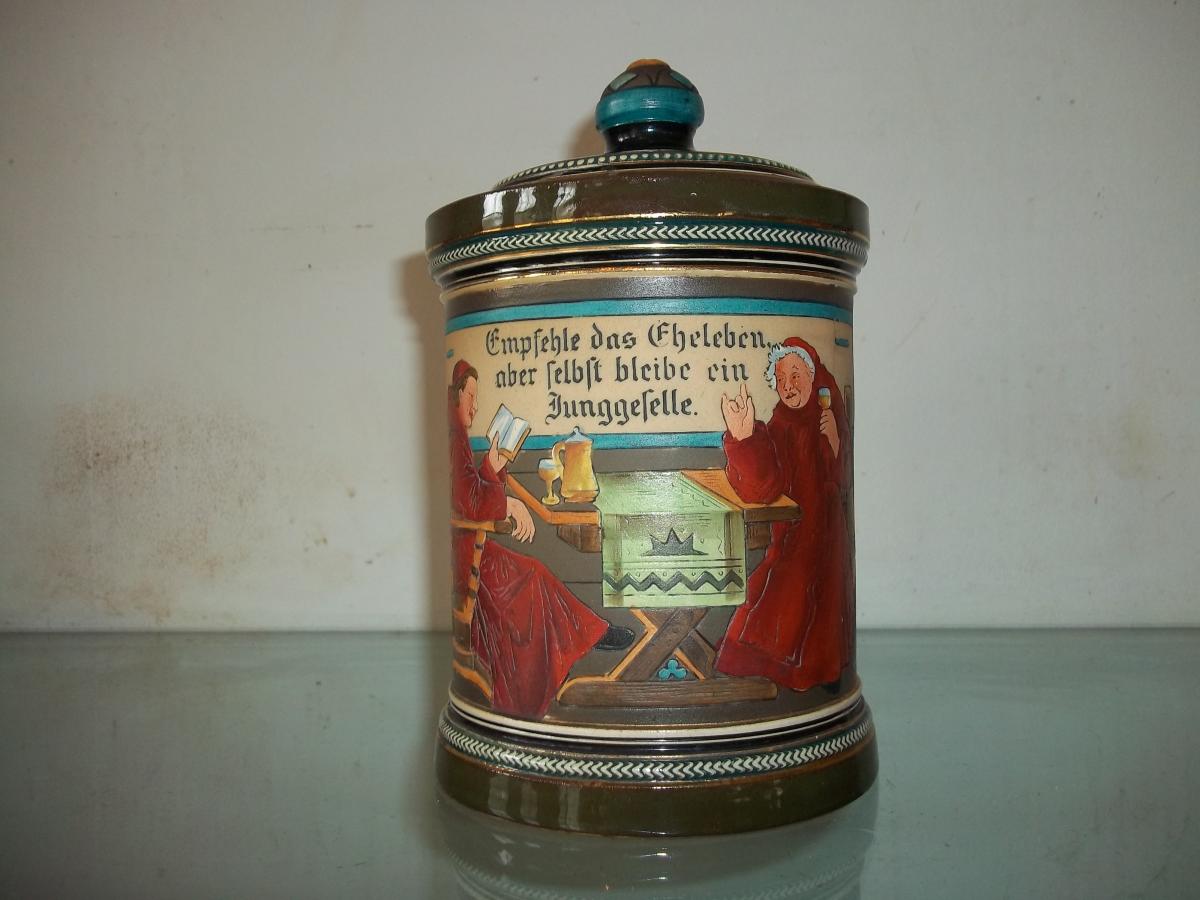 Empfehle das Eheleben,
aber selbst bleibe ein
Junggeselle.